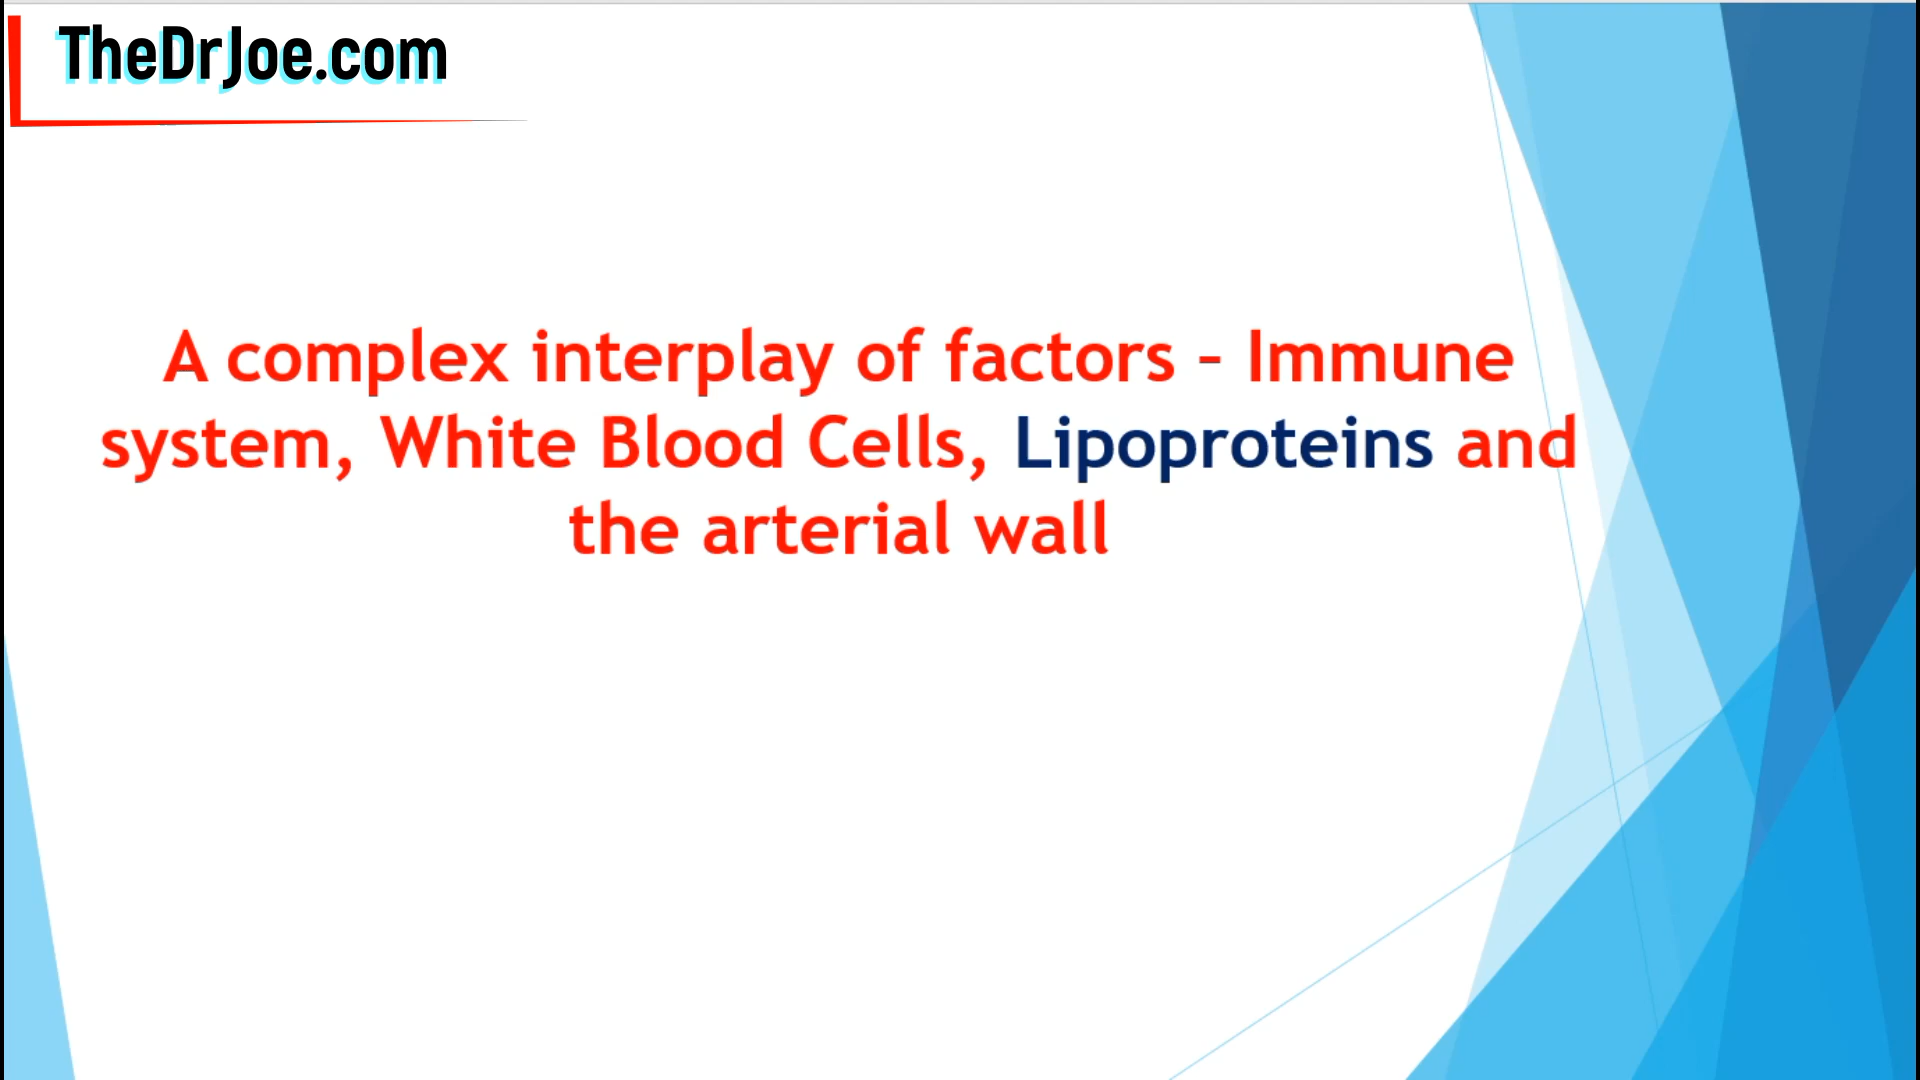 TheDrJoe.com
A complex interplay of factors – Immune
system, White Blood Cells, Lipoproteins and
the arterial wall